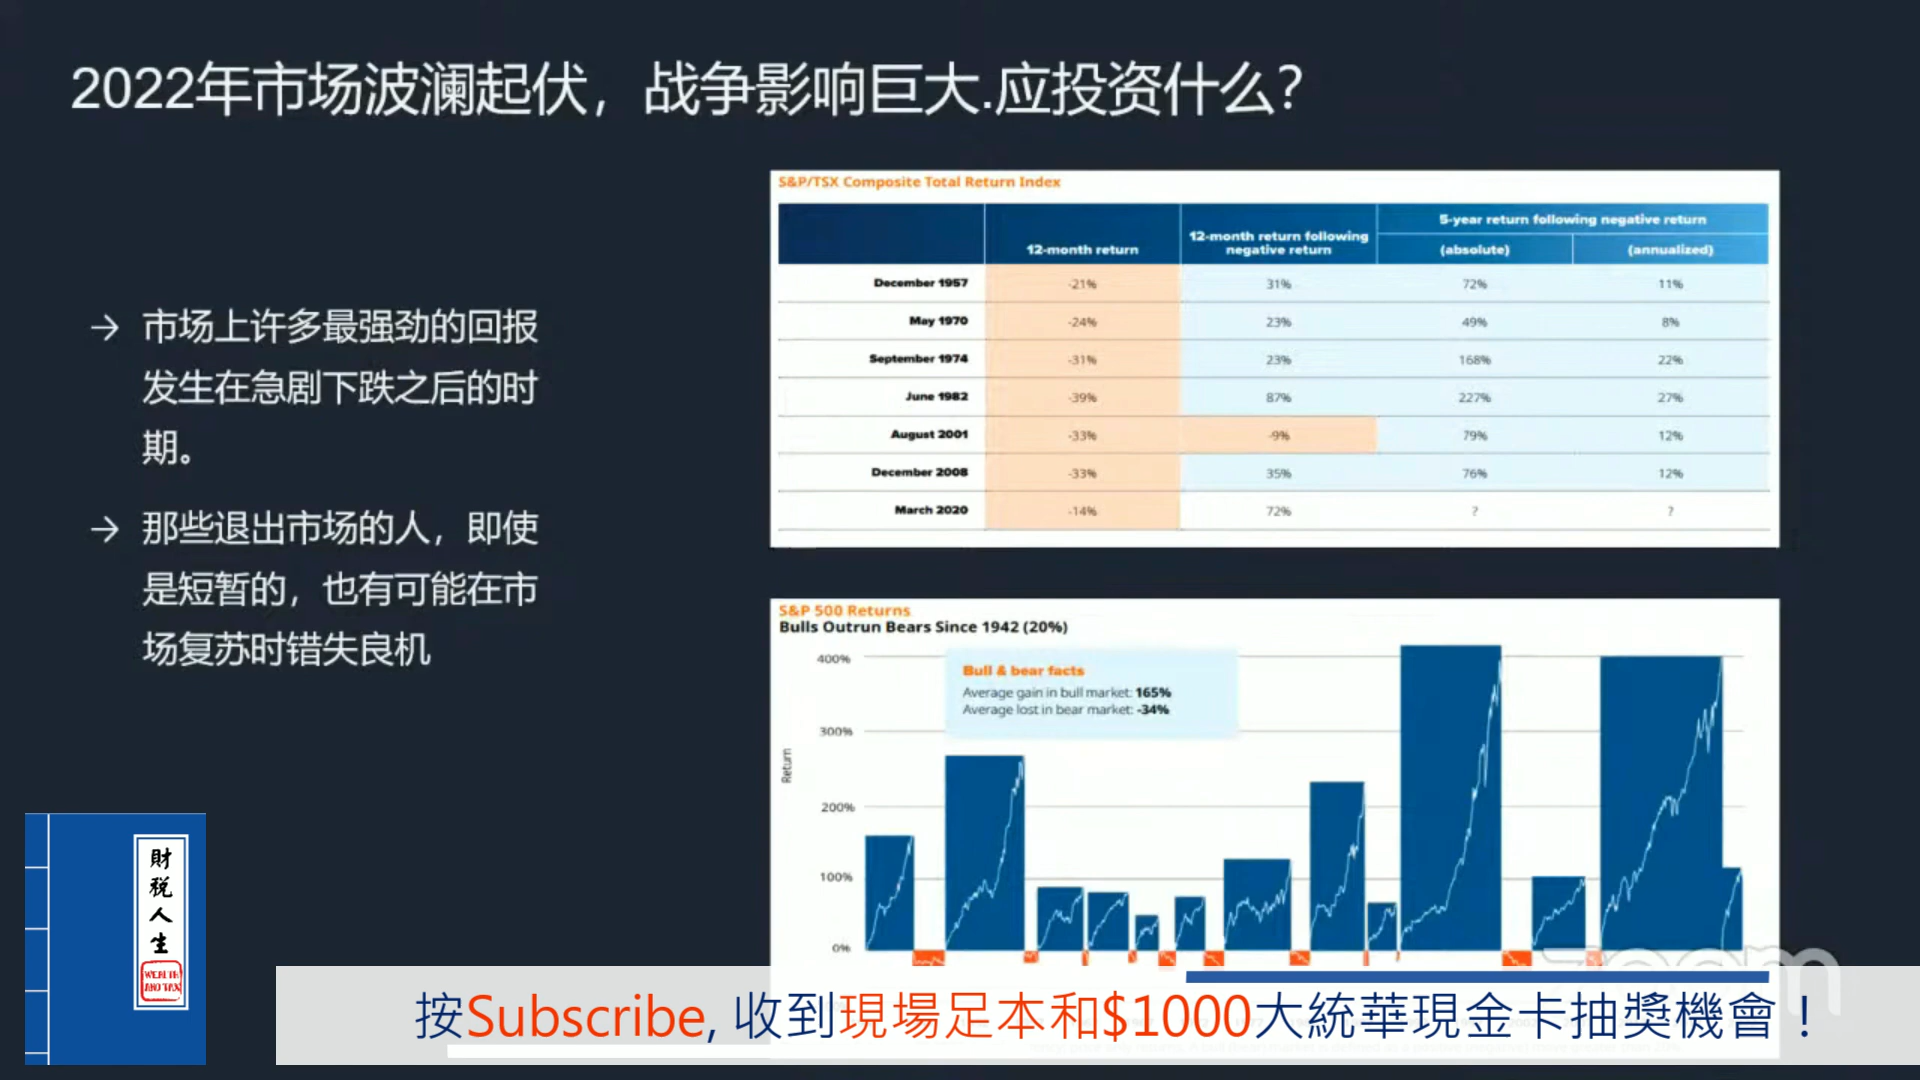 2022年市场波澜起伏，战争影响巨大.应投资什么?
→ 市场上许多最强劲的回报
发生在急剧下跌之后的时
期。
→ 那些退出市场的人，即使
是短暂的，也有可能在市
场复苏时错失良机
S&P/TSX Composite Total Return Index
12-month return
12-month return following
negative return
5-year return following negative return
(absolute) (annualized)
December 1957 -21% 31% 72% 11%
May 1970 -24% 23% 49% 8%
September 1974 -31% 23% 168% 22%
June 1982 -39% 87% 227% 27%
August 2001 -33% -9% 79% 12%
December 2008 -33% 35% 76% 12%
March 2020 -14% 72% ? ?
S&P 500 Returns
Bulls Outrun Bears Since 1942 (20%)
Bull & bear facts
Average gain in bull market: 165%
Average lost in bear market: -34%
Return
400%
300%
200%
100%
0%
財
税
人
生
WEALTH
AND TAX
zoom
按Subscribe, 收到現場足本和$1000大統華現金卡抽獎機會！